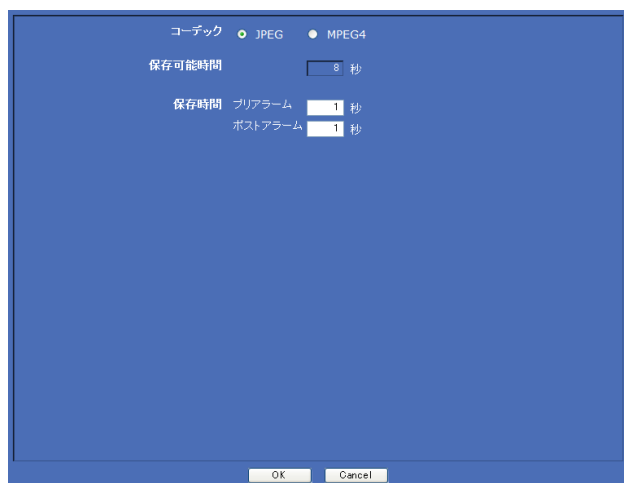 コーデック JPEG MPEG4
保存可能時間 8 秒
保存時間 プリアラーム 1 秒
ポストアラーム 1 秒
OK Cancel